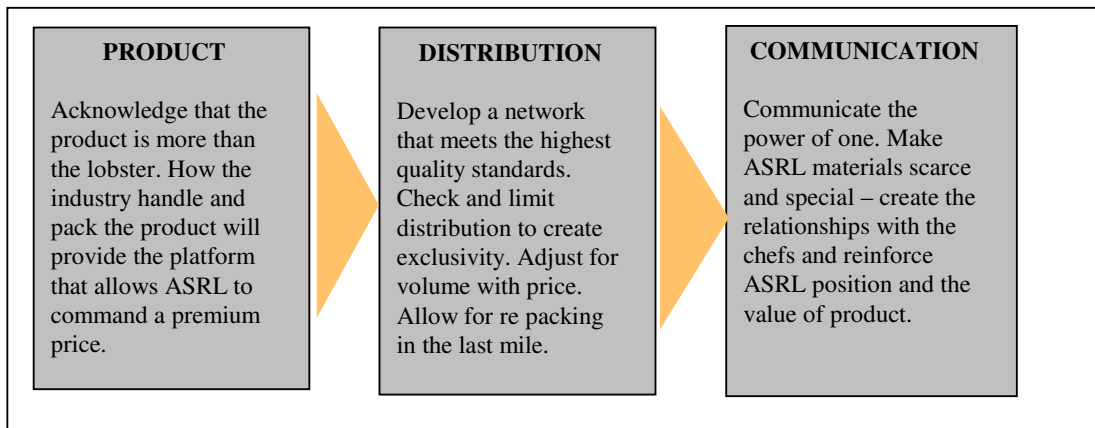 PRODUCT
Acknowledge that the
product is more than
the lobster. How the
industry handle and
pack the product will
provide the platform
that allows ASRL to
command a premium
price.
DISTRIBUTION
Develop a network
that meets the highest
quality standards.
Check and limit
distribution to create
exclusivity. Adjust for
volume with price.
Allow for re packing
in the last mile.
COMMUNICATION
Communicate the
power of one. Make
ASRL materials scarce
and special – create the
relationships with the
chefs and reinforce
ASRL position and the
value of product.